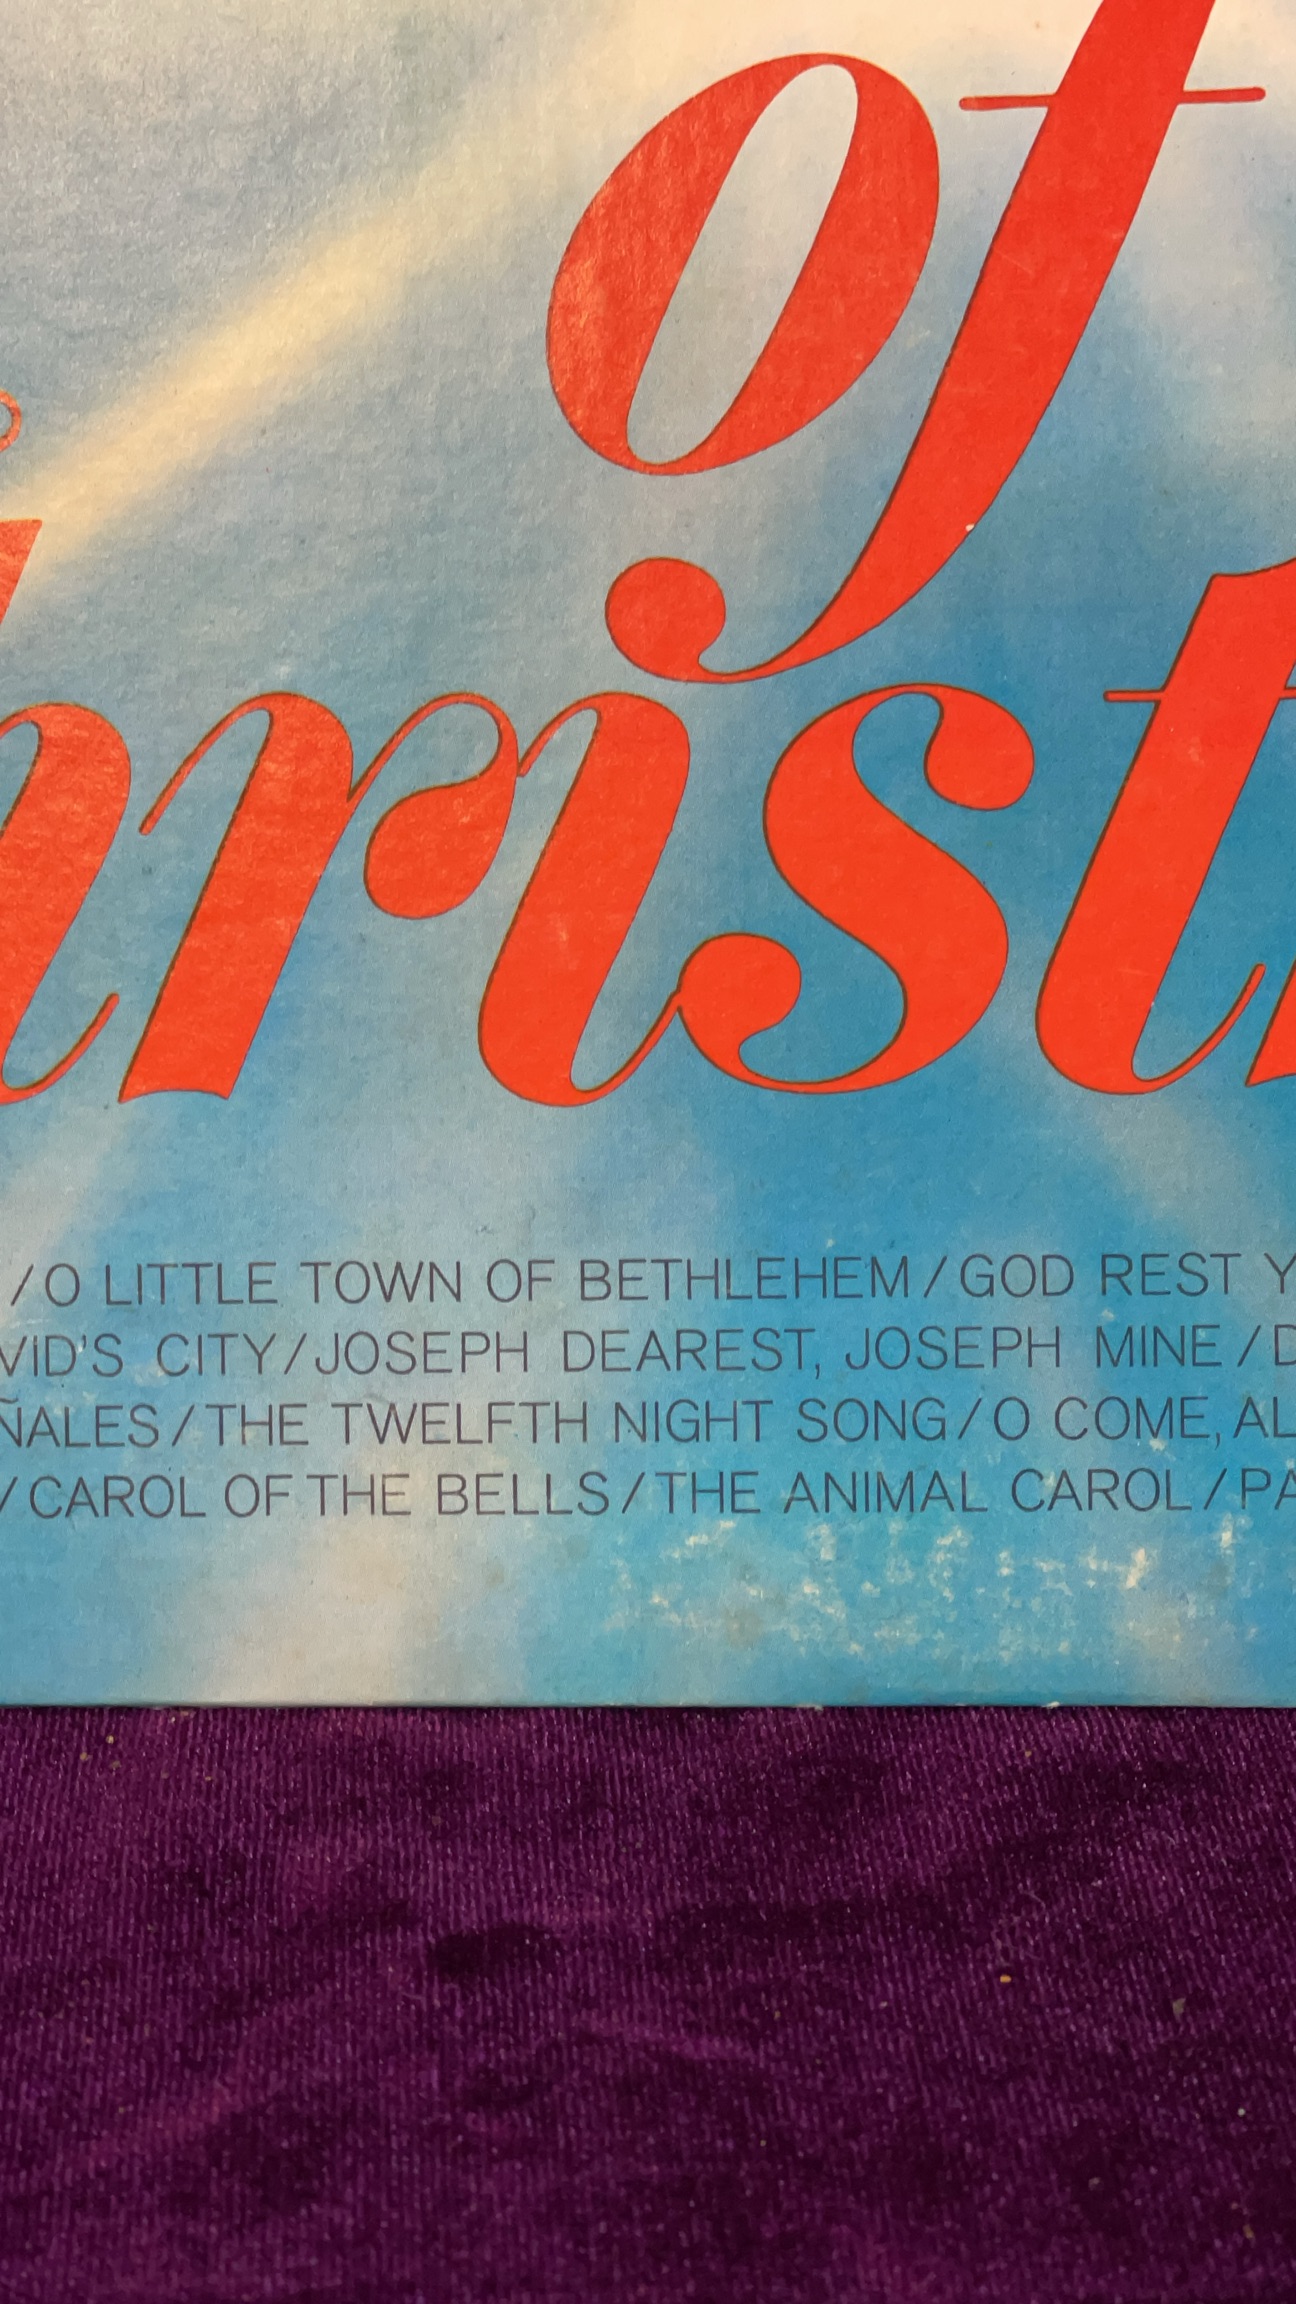 of
hrist
/O LITTLE TOWN OF BETHLEHEM/GOD REST Y
VID'S CITY/JOSEPH DEAREST, JOSEPH MINE/D
ÑALES/THE TWELFTH NIGHT SONG/O COME, AL
/CAROL OF THE BELLS/THE ANIMAL CAROL/PA